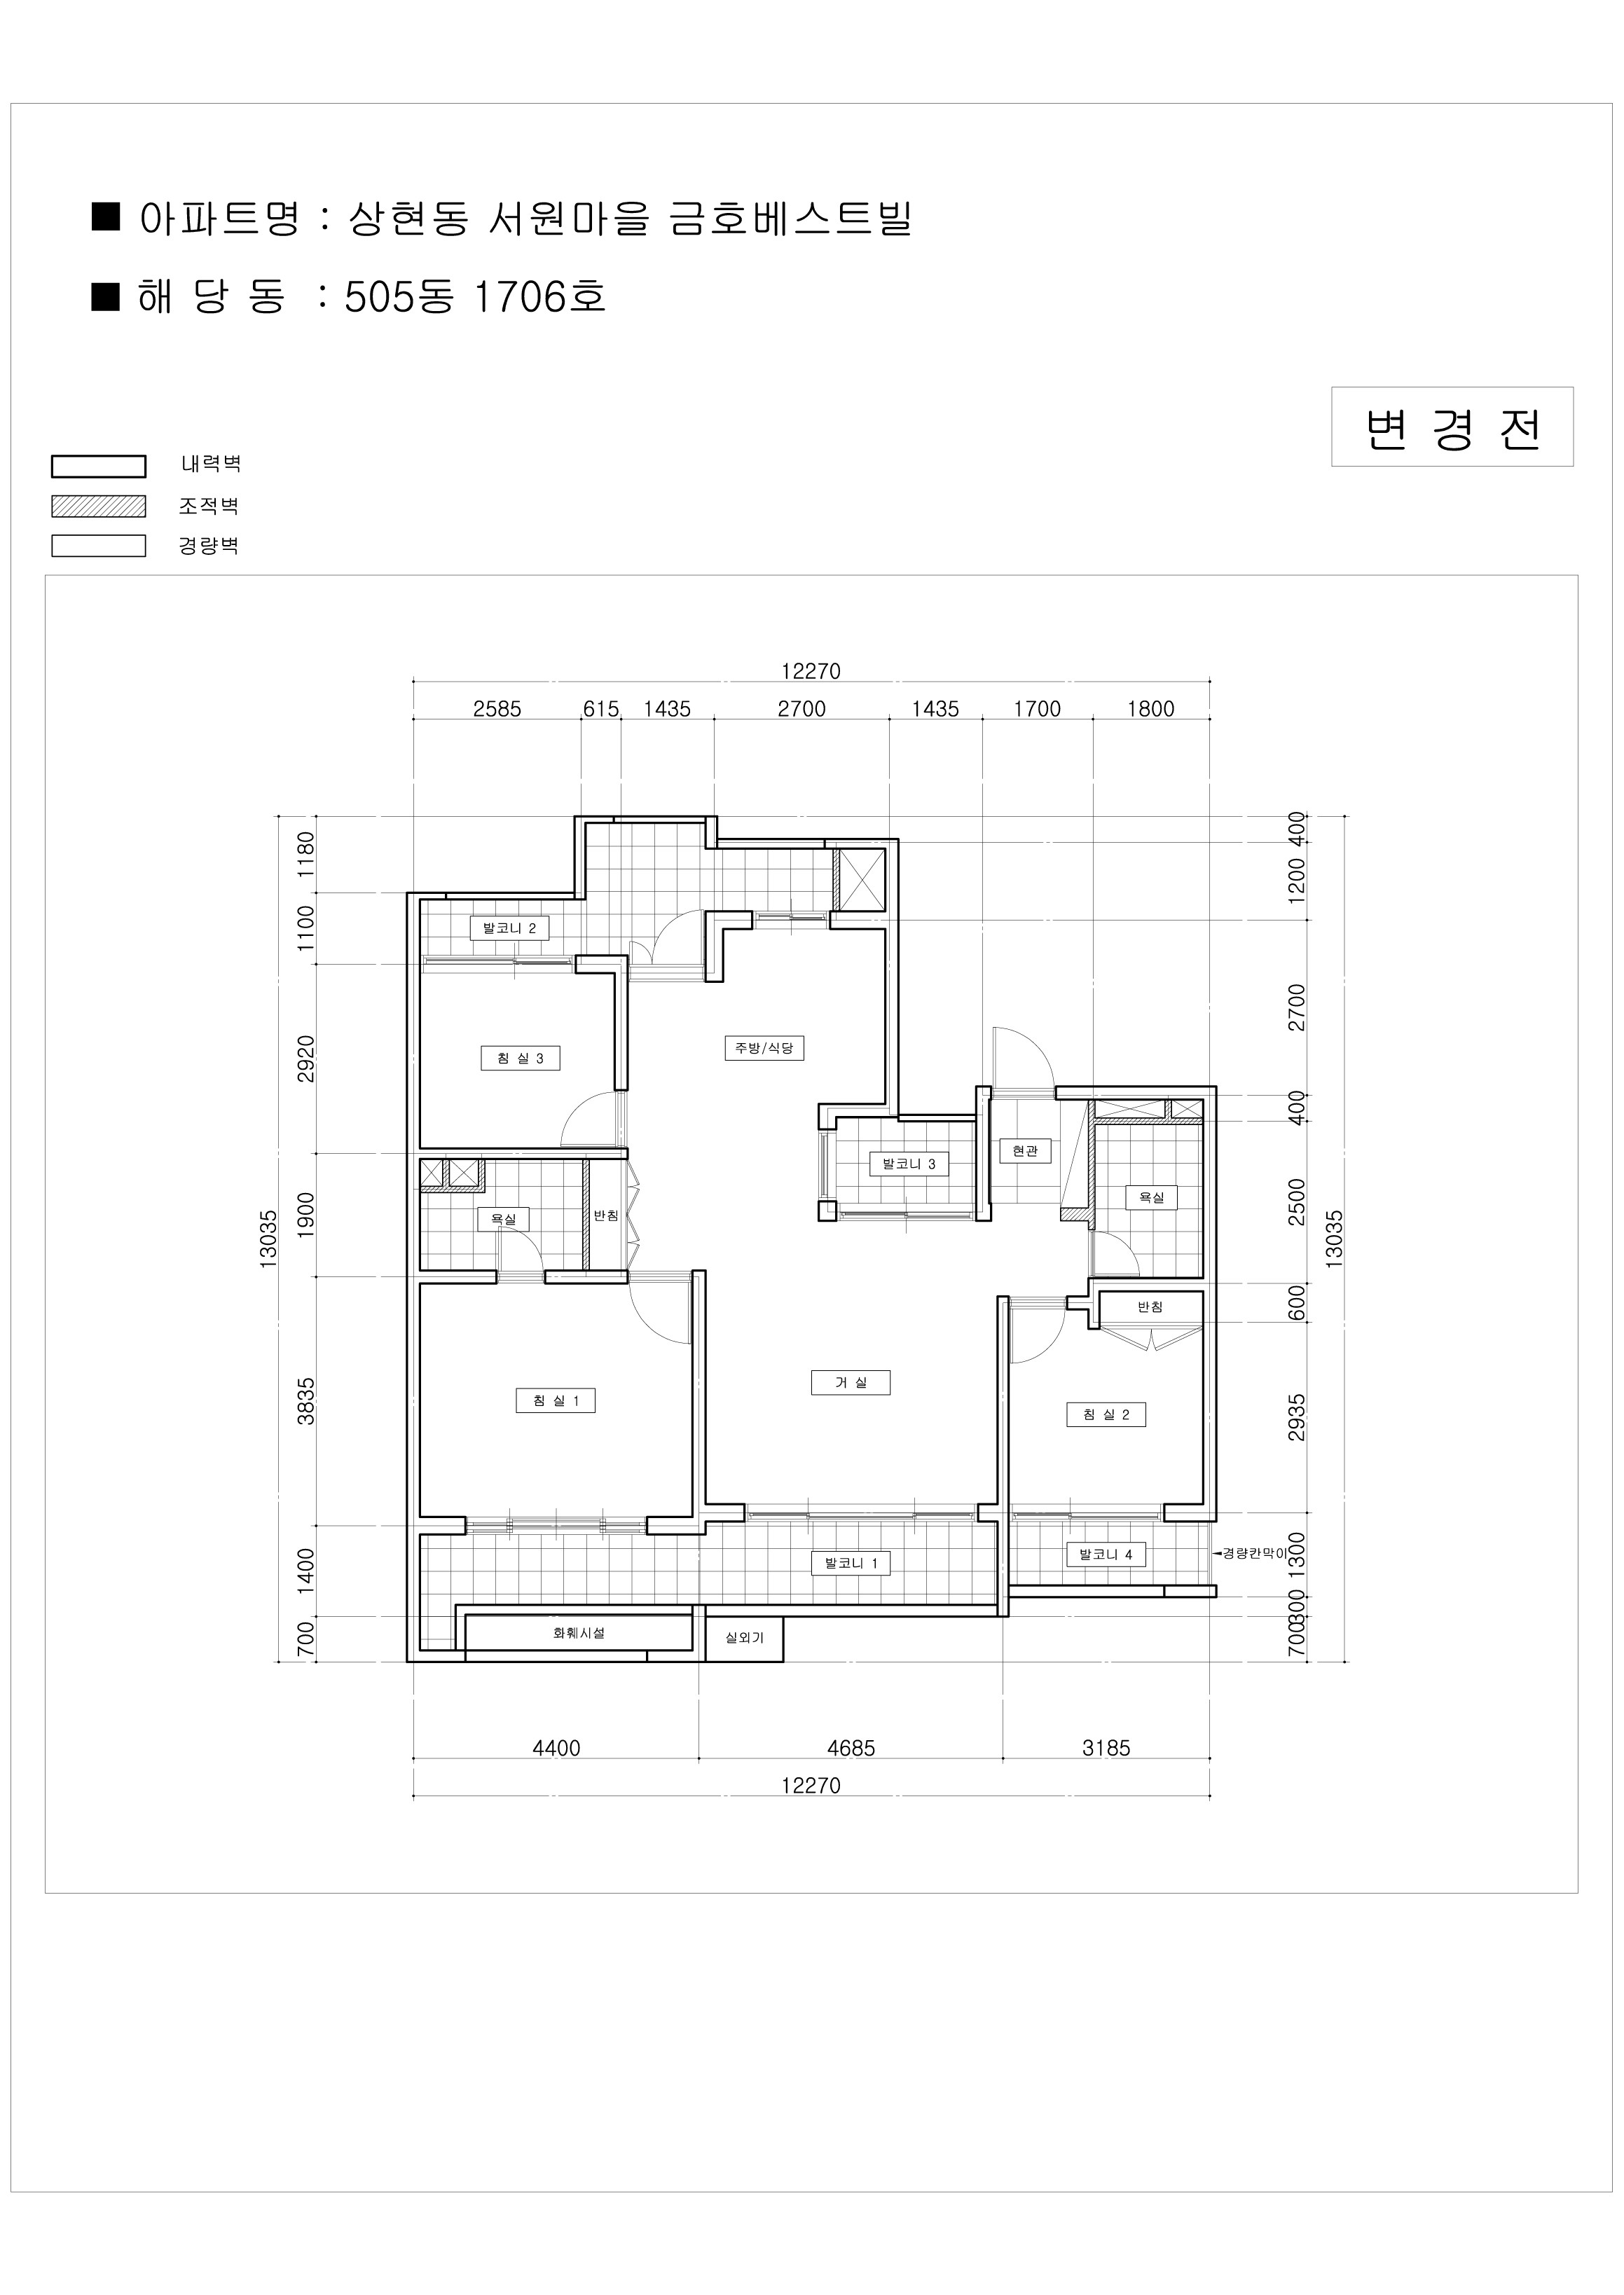 ■ 아파트명 : 상현동 서원마을 금호베스트빌
■ 해 당 동 : 505동 1706호
변 경 전
내력벽
조적벽
경량벽
12270
2585 615 1435 2700 1435 1700 1800
1180
1100
2920
1900
3835
1400
700
13035
400
1200
2700
400
2500
600
2935
1300
300
700
13035
발코니 2
주방/식당
침 실 3
현관
발코니 3
욕실
욕실
반침
반침
거 실
침 실 1
침 실 2
발코니 1
발코니 4
경량칸막이
화훼시설
실외기
4400 4685 3185
12270